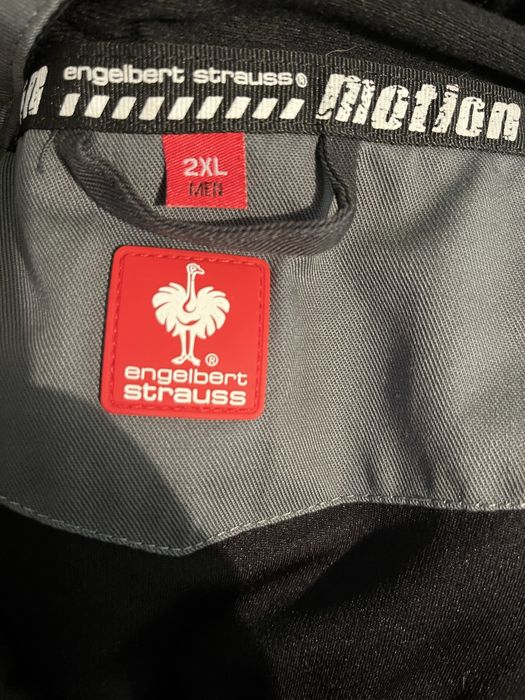 engelbert strauss®
motion
2XL
MEN
®
engelbert
strauss